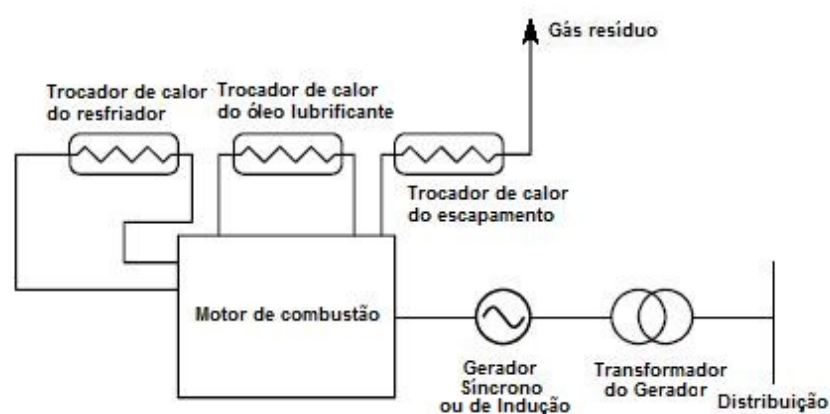 Gás resíduo
Trocador de calor
do resfriador
Trocador de calor
do óleo lubrificante
Trocador de calor
do escapamento
Motor de combustão
Gerador
Síncrono
ou de Indução
Transformador
do Gerador
Distribuição